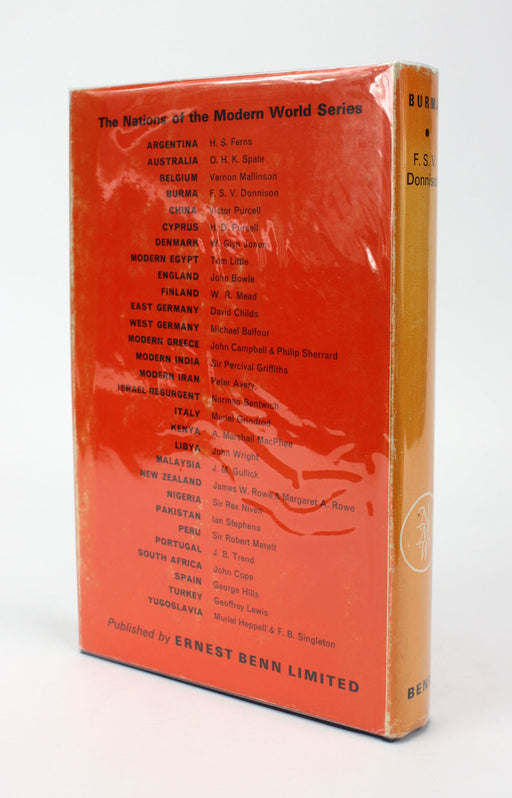 The Nations of the Modern World Series
ARGENTINA H. S. Ferns
AUSTRALIA O. H. K. Spate
BELGIUM Vernon Mallinson
BURMA F. S. V. Donnison
CHINA Victor Purcell
CYPRUS H. D. Purcell
DENMARK W. Glyn Jones
MODERN EGYPT Tom Little
ENGLAND John Bowle
FINLAND W. R. Mead
EAST GERMANY David Childs
WEST GERMANY Michael Balfour
MODERN GREECE John Campbell & Philip Sherrard
MODERN INDIA Sir Percival Griffiths
MODERN IRAN Peter Avery
ISRAEL RESURGENT Norman Bentwich
ITALY Muriel Grindrod
KENYA A. Marshall MacPhee
LIBYA John Wright
MALAYSIA J. M. Gullick
NEW ZEALAND James W. Rowe & Margaret A. Rowe
NIGERIA Sir Rex Niven
PAKISTAN Ian Stephens
PERU Sir Robert Marett
PORTUGAL J. B. Trend
SOUTH AFRICA John Cope
SPAIN George Hills
TURKEY Geoffrey Lewis
YUGOSLAVIA Muriel Heppell & F. B. Singleton
Published by ERNEST BENN LIMITED
BURMA
F. S. V.
Donnison
BENN